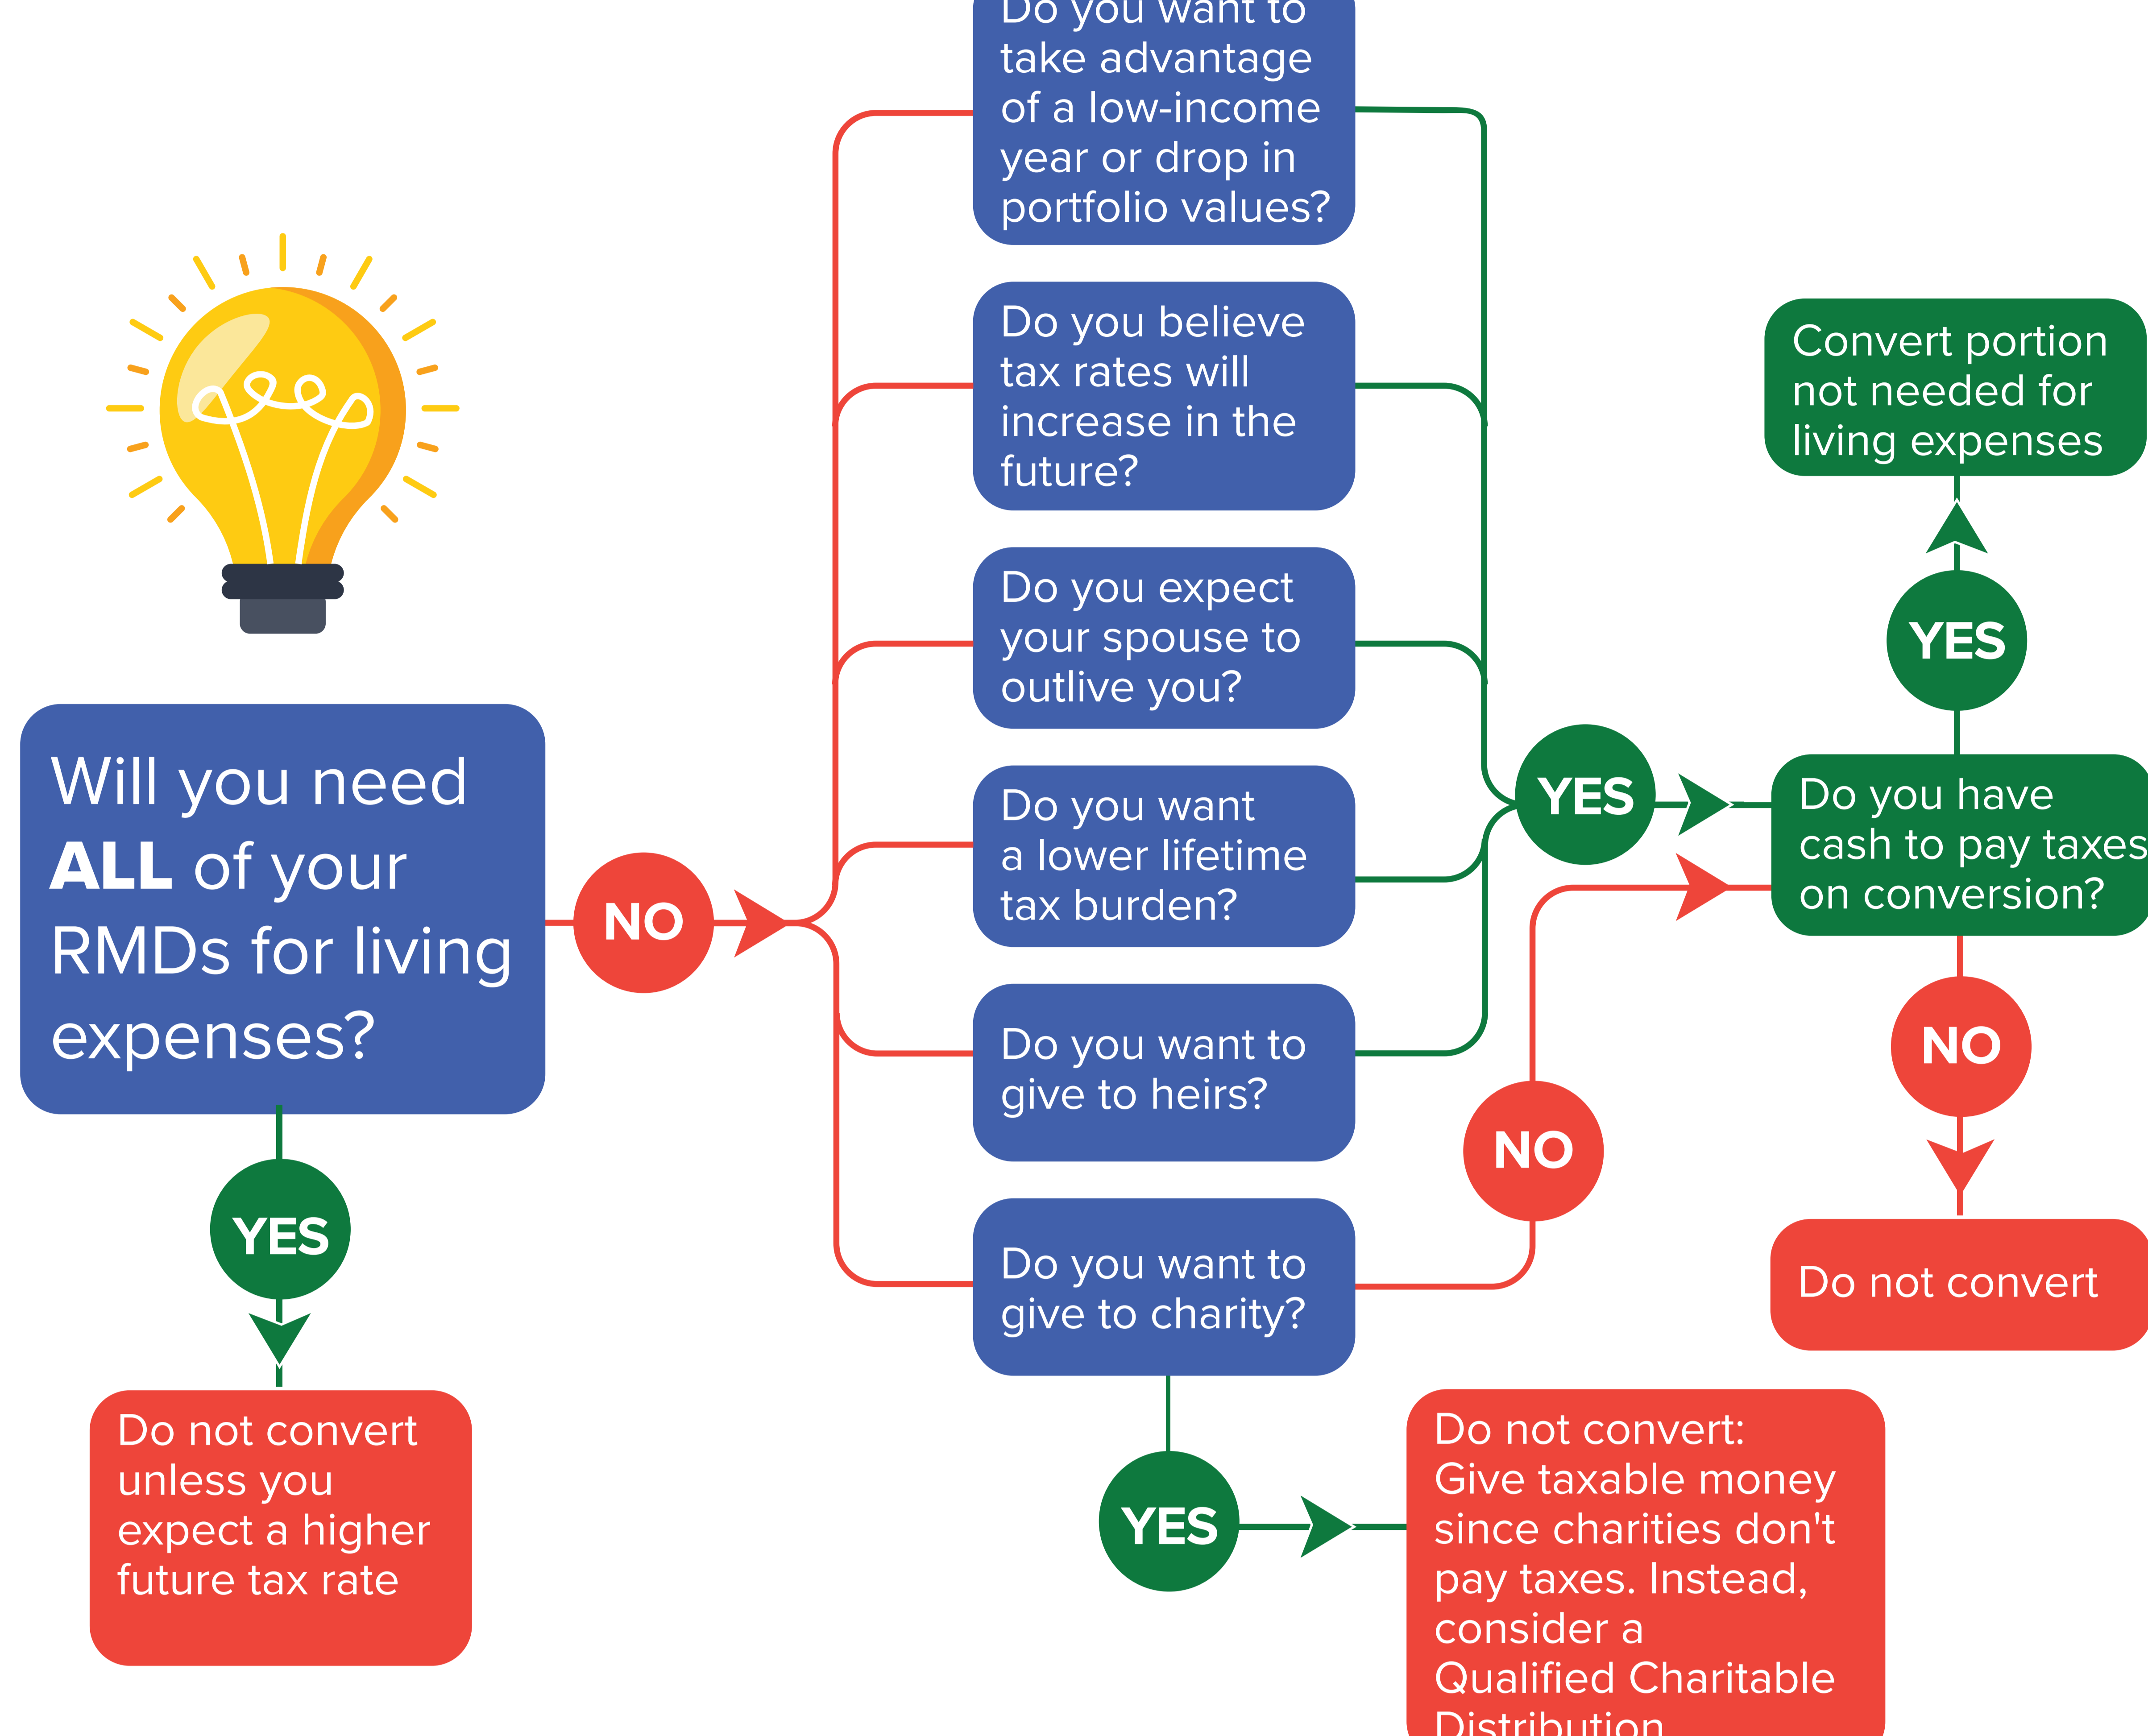 Will you need
ALL of your
RMDs for living
expenses?
YES
Do not convert
unless you
expect a higher
future tax rate
NO
Do you want to
take advantage
of a low-income
year or drop in
portfolio values?
Do you believe
tax rates will
increase in the
future?
Do you expect
your spouse to
outlive you?
Do you want
a lower lifetime
tax burden?
Do you want to
give to heirs?
Do you want to
give to charity?
YES
Do not convert:
Give taxable money
since charities don't
pay taxes. Instead,
consider a
Qualified Charitable
Distribution
NO
YES
Do you have
cash to pay taxes
on conversion?
YES
Convert portion
not needed for
living expenses
NO
Do not convert